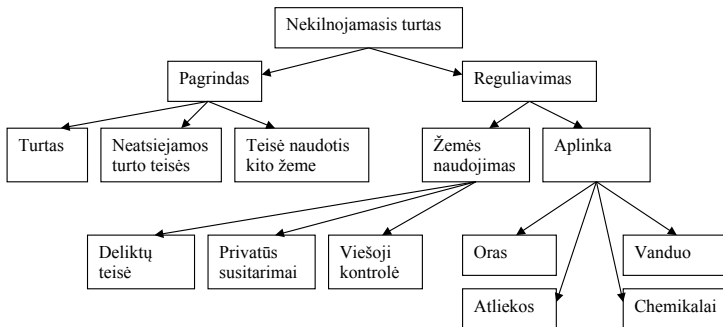 Nekilnojamasis turtas
Pagrindas
Reguliavimas
Turtas
Neatsiejamos
turto teisės
Teisė naudotis
kito žeme
Žemės
naudojimas
Aplinka
Deliktų
teisė
Privatūs
susitarimai
Viešoji
kontrolė
Oras
Vanduo
Atliekos
Chemikalai